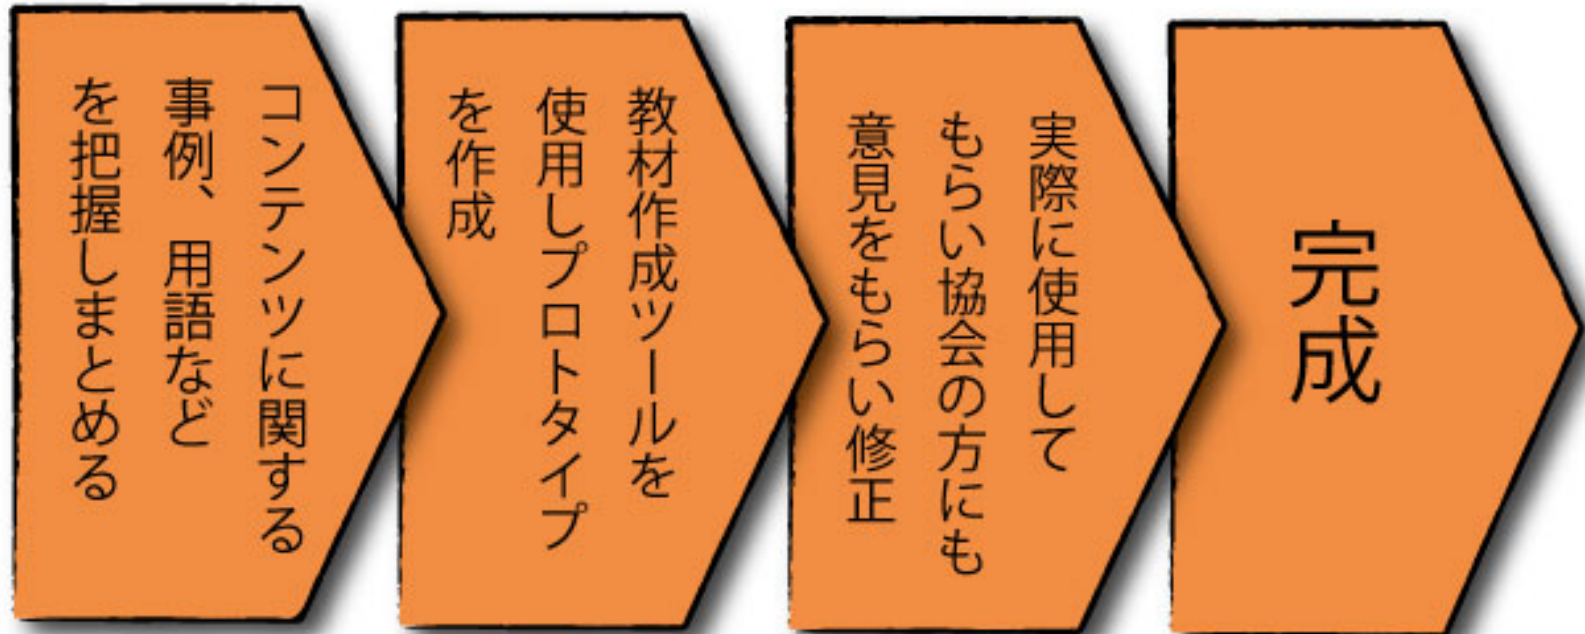 コンテンツに関する
事例、用語など
を把握しまとめる
教材作成ツールを
使用しプロトタイプ
を作成
実際に使用して
もらい協会の方にも
意見をもらい修正
完成